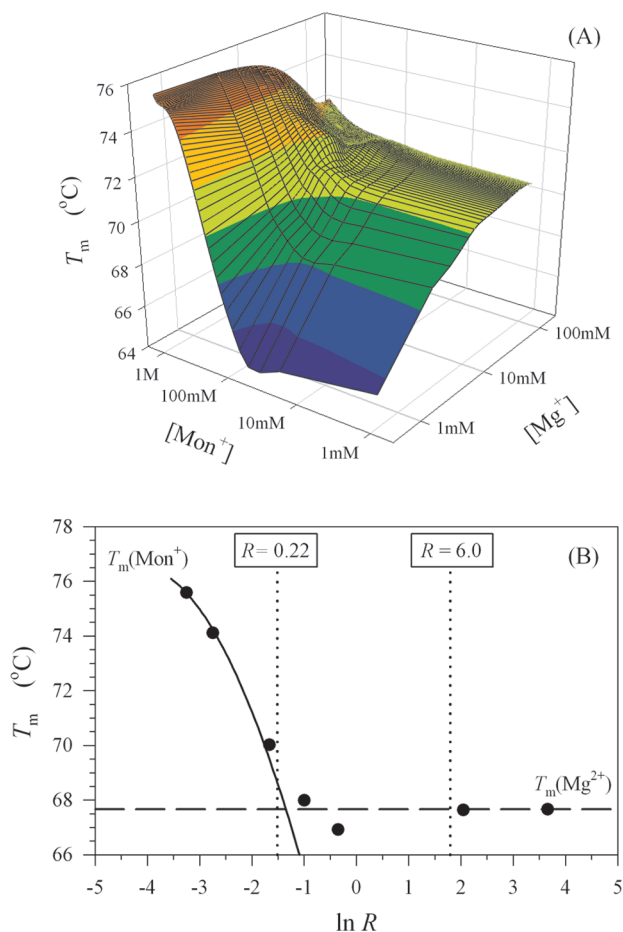 (A)
76
74
72
70
68
66
64
Tm (°C)
1M
100mM
10mM
1mM
[Mon+]
1mM
10mM
100mM
[Mg+]
(B)
78
76
74
72
70
68
66
Tm (°C)
Tm(Mon+)
R = 0.22
R = 6.0
Tm(Mg2+)
-5 -4 -3 -2 -1 0 1 2 3 4 5
ln R